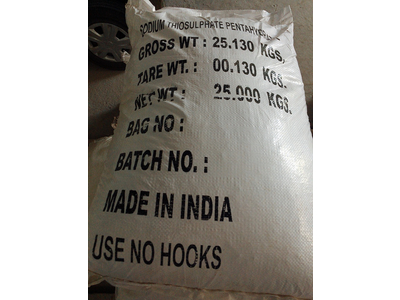 SODIUM THIOSULPHATE
GROSS WT : 25.130 KGS,
TARE WT. : 00.130 KGS.
NET WT : 25.000 KGS.
BAG NO :
BATCH NO. :
MADE IN INDIA
USE NO HOOKS